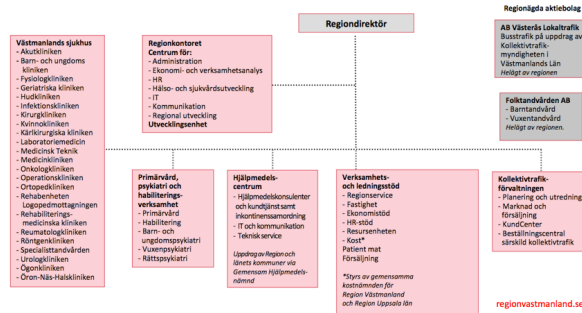 Regiondirektör
Regionägda aktiebolag
AB Västerås Lokaltrafik
Busstrafik på uppdrag av
Kollektivtrafik-
myndigheten i
Västmanlands Län
Helägt av regionen
Folktandvården AB
- Barntandvård
- Vuxentandvård
Helägt av regionen.
Västmanlands sjukhus
- Akutkliniken
- Barn- och ungdoms
kliniken
- Fysiologkliniken
- Geriatriska kliniken
- Hudkliniken
- Infektionskliniken
- Kirurgkliniken
- Kvinnokliniken
- Kärlkirurgiska kliniken
- Laboratoriemedicin
- Medicinsk Teknik
- Medicinkliniken
- Onkologkliniken
- Operationskliniken
- Ortopedkliniken
- Rehabenheten
Logopedmottagningen
- Rehabiliterings-
medicinska kliniken
- Reumatologkliniken
- Röntgenkliniken
- Specialisttandvården
- Urologkliniken
- Ögonkliniken
- Öron-Näs-Halskliniken
Regionkontoret
Centrum för:
- Administration
- Ekonomi- och verksamhetsanalys
- HR
- Hälso- och sjukvårdsutveckling
- IT
- Kommunikation
- Regional utveckling
Utvecklingsenhet
Primärvård,
psykiatri och
habiliterings-
verksamhet
- Primärvård
- Habilitering
- Barn- och
ungdomspsykiatri
- Vuxenpsykiatri
- Rättspsykiatri
Hjälpmedels-
centrum
- Hjälpmedelskonsulenter
och kundtjänst samt
inkontinenssamordning
- IT och kommunikation
- Teknisk service
Uppdrag av Region och
länets kommuner via
Gemensam Hjälpmedels-
nämnd
Verksamhets-
och ledningsstöd
- Regionservice
- Fastighet
- Ekonomistöd
- HR-stöd
- Resursenheten
- Kost*
Patient mat
Försäljning
*Styrs av gemensamma
kostnämnden för
Region Västmanland
och Region Uppsala län
Kollektivtrafik-
förvaltningen
- Planering och utredning
- Marknad och
försäljning
- KundCenter
- Beställningscentral
särskild kollektivtrafik
regionvastmanland.se